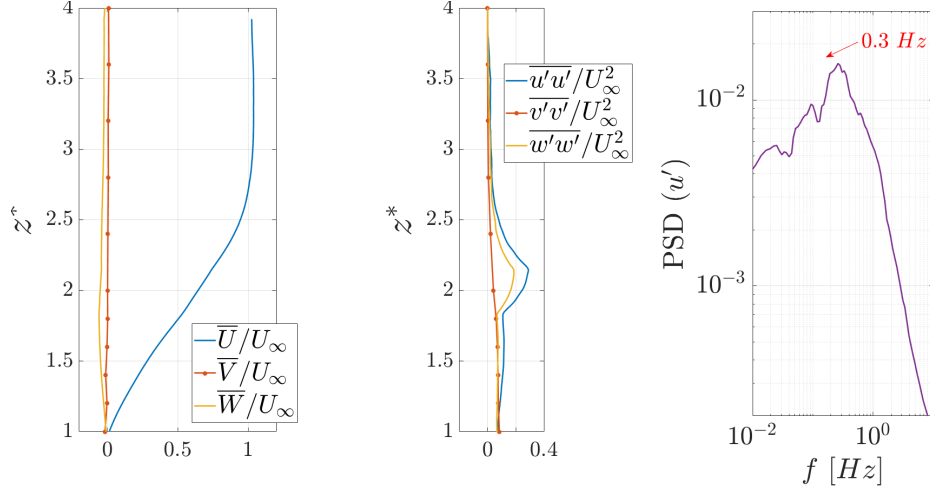 4
3.5
3
2.5
2
1.5
1
0
0.5
1
z*
U̅/U∞
V̅/U∞
W̅/U∞
4
3.5
3
2.5
2
1.5
1
0
0.4
z*
u'u'/U∞²
v'v'/U∞²
w'w'/U∞²
0.3 Hz
10⁻²
10⁻³
PSD (u')
10⁻²
10⁰
f [Hz]